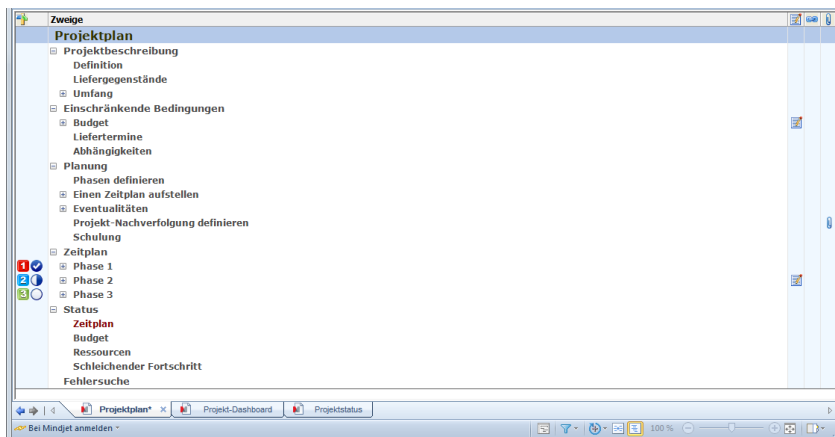 Zweige
Projektplan
Projektbeschreibung
Definition
Liefergegenstände
Umfang
Einschränkende Bedingungen
Budget
Liefertermine
Abhängigkeiten
Planung
Phasen definieren
Einen Zeitplan aufstellen
Eventualitäten
Projekt-Nachverfolgung definieren
Schulung
Zeitplan
1 Phase 1
2 Phase 2
3 Phase 3
Status
Zeitplan
Budget
Ressourcen
Schleichender Fortschritt
Fehlersuche
Projektplan* Projekt-Dashboard Projektstatus
Bei Mindjet anmelden 100 %